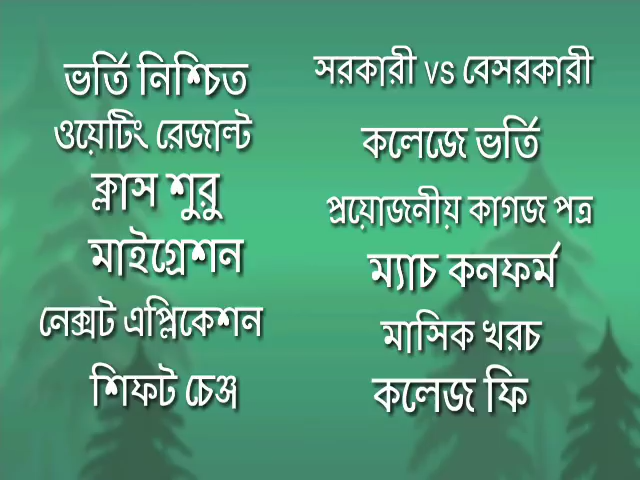 ভর্তি নিশ্চিত
ওয়েটিং রেজাল্ট
ক্লাস শুরু
মাইগ্রেশন
নেক্সট এপ্লিকেশন
শিফট চেঞ্জ
সরকারী vs বেসরকারী
কলেজে ভর্তি
প্রয়োজনীয় কাগজ পত্র
ম্যাচ কনফর্ম
মাসিক খরচ
কলেজ ফি